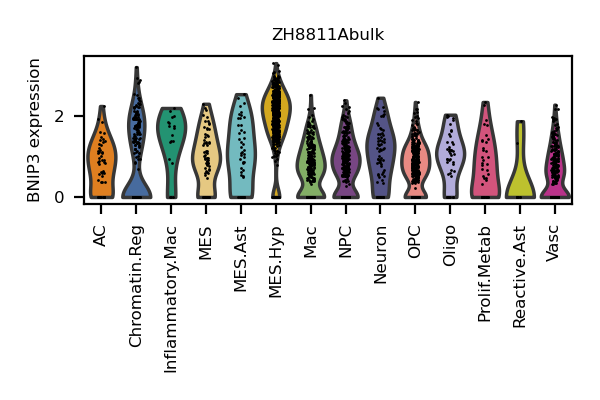 ZH8811Abulk
BNIP3 expression
2
0
AC
Chromatin.Reg
Inflammatory.Mac
MES
MES.Ast
MES.Hyp
Mac
NPC
Neuron
OPC
Oligo
Prolif.Metab
Reactive.Ast
Vasc